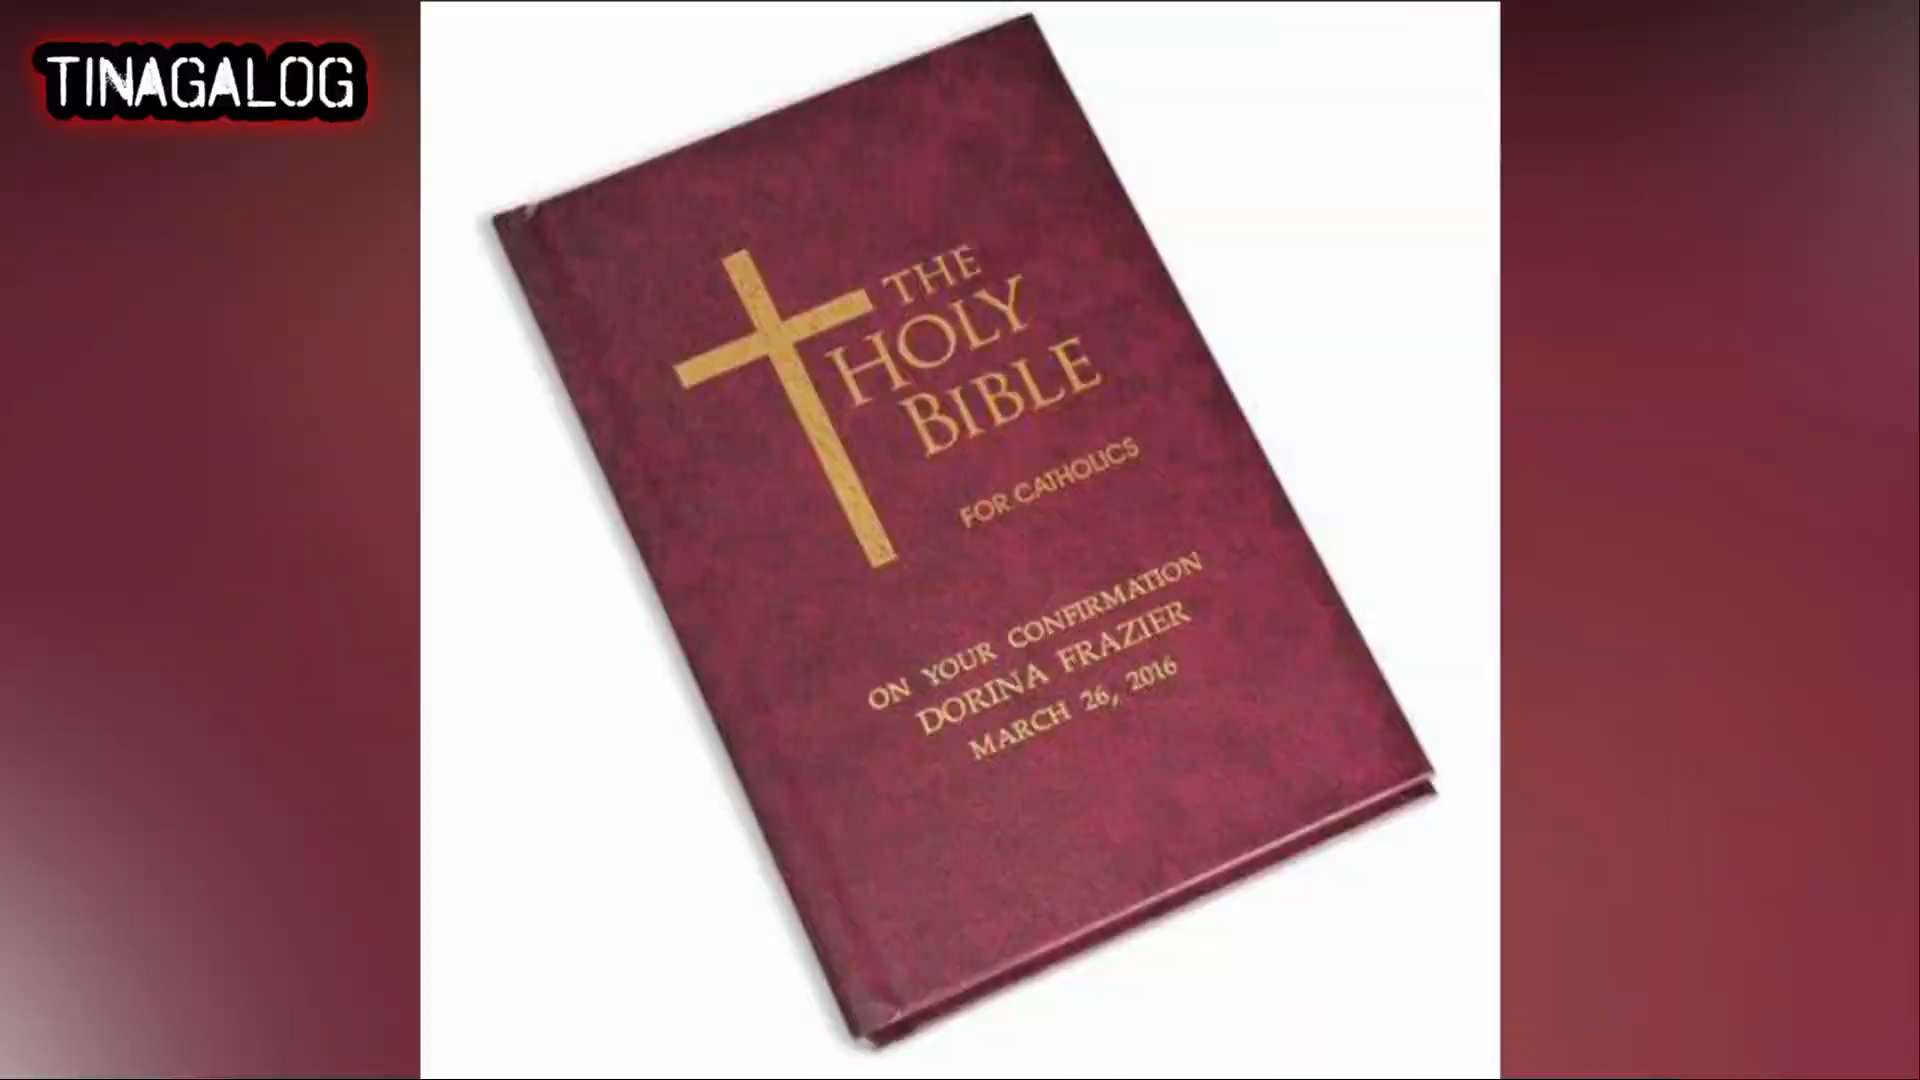 TINAGALOG
THE
HOLY
BIBLE
FOR CATHOLICS
ON YOUR CONFIRMATION
DORINA FRAZIER
MARCH 26, 2016